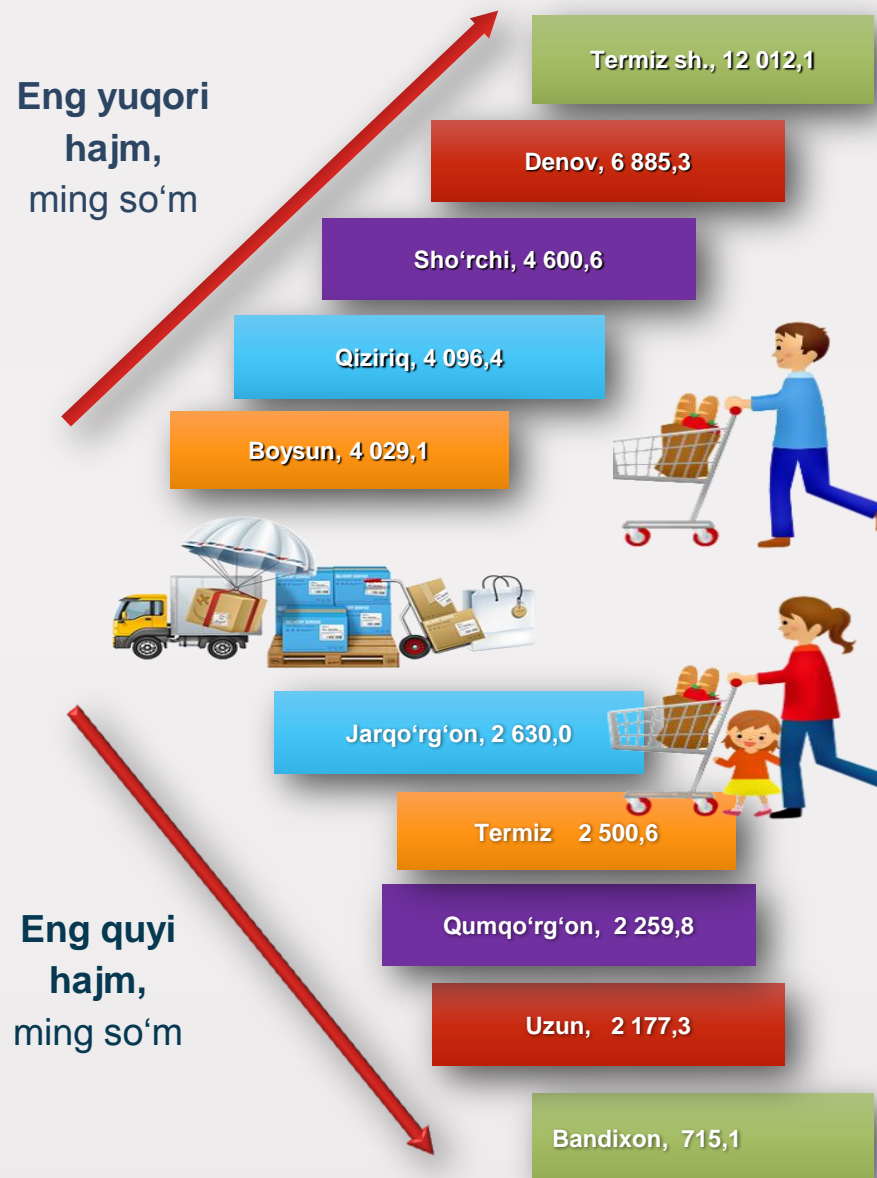 Eng yuqori
hajm,
ming so‘m
Termiz sh., 12 012,1
Denov, 6 885,3
Sho‘rchi, 4 600,6
Qiziriq, 4 096,4
Boysun, 4 029,1
Jarqo‘rg‘on, 2 630,0
Termiz 2 500,6
Qumqo‘rg‘on, 2 259,8
Eng quyi
hajm,
ming so‘m
Uzun, 2 177,3
Bandixon, 715,1